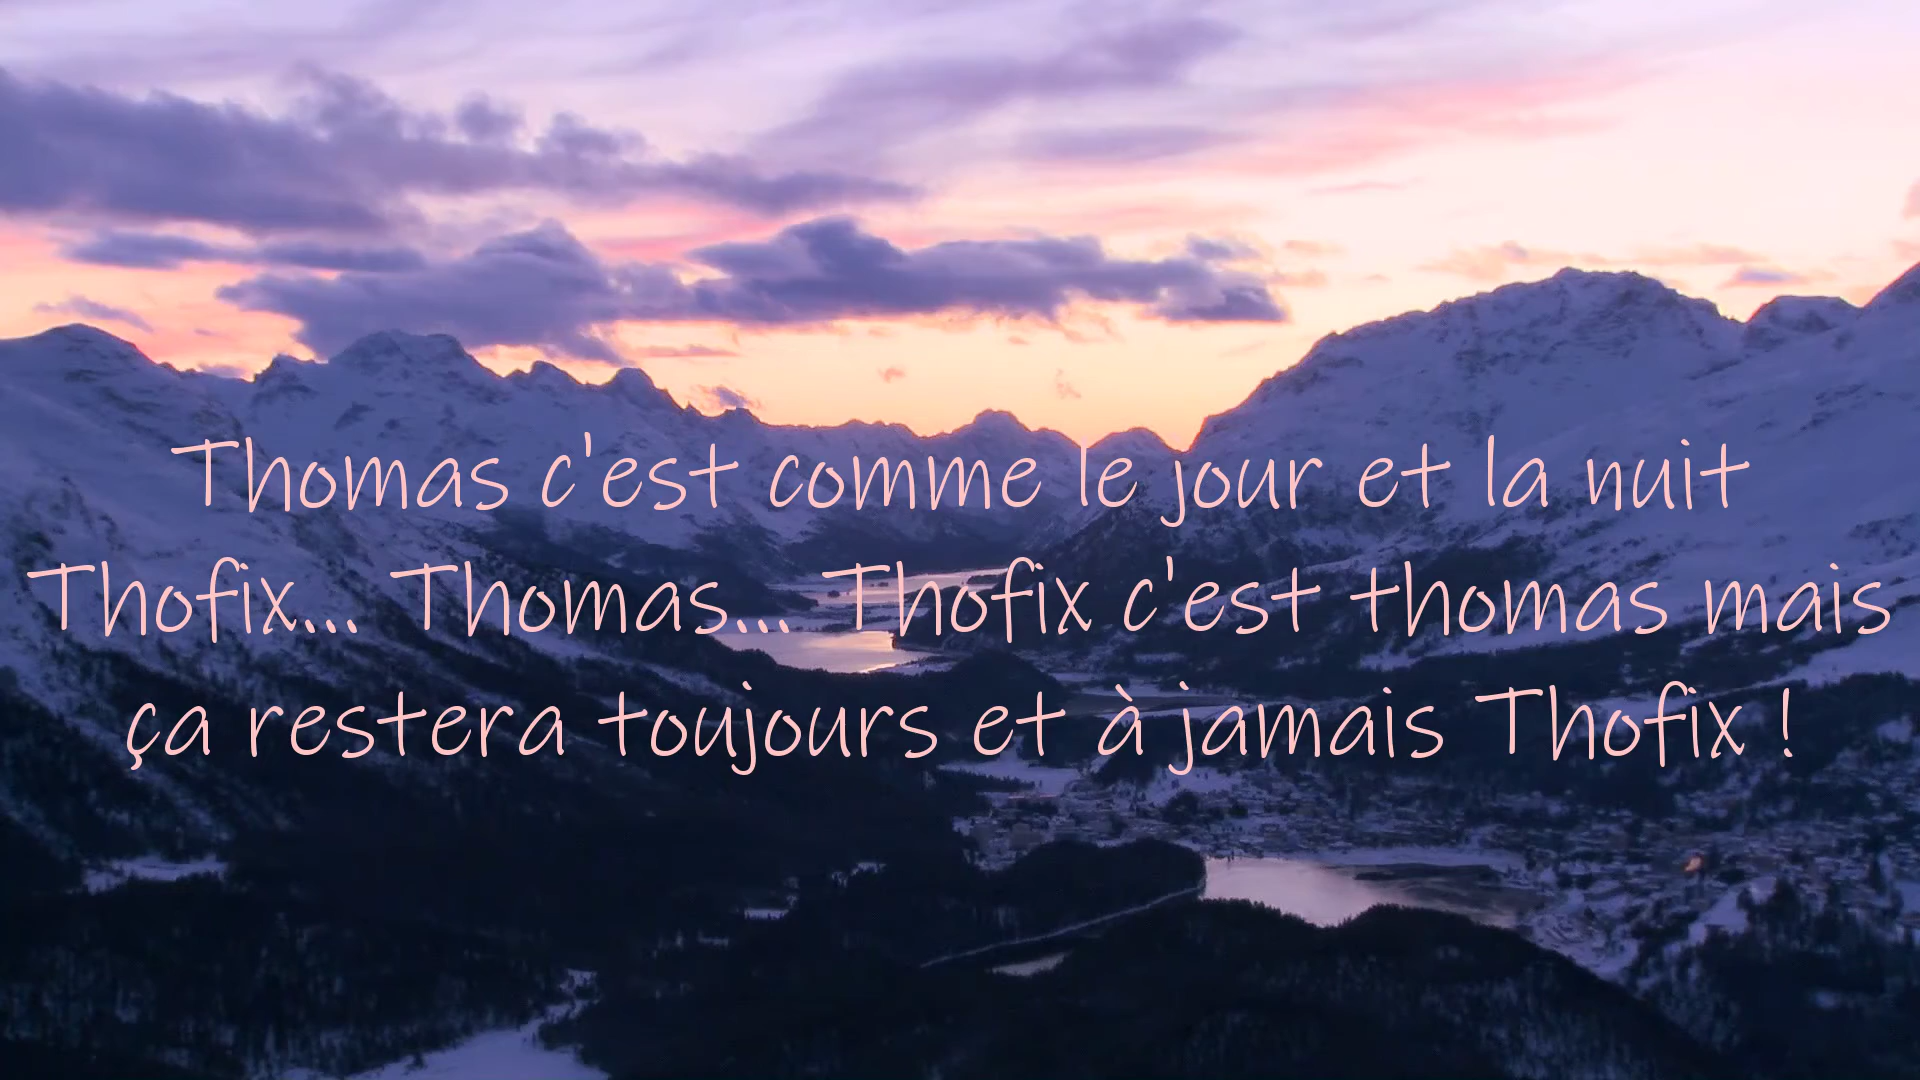 Thomas c'est comme le jour et la nuit
Thofix... Thomas... Thofix c'est thomas mais
ça restera toujours et à jamais Thofix !